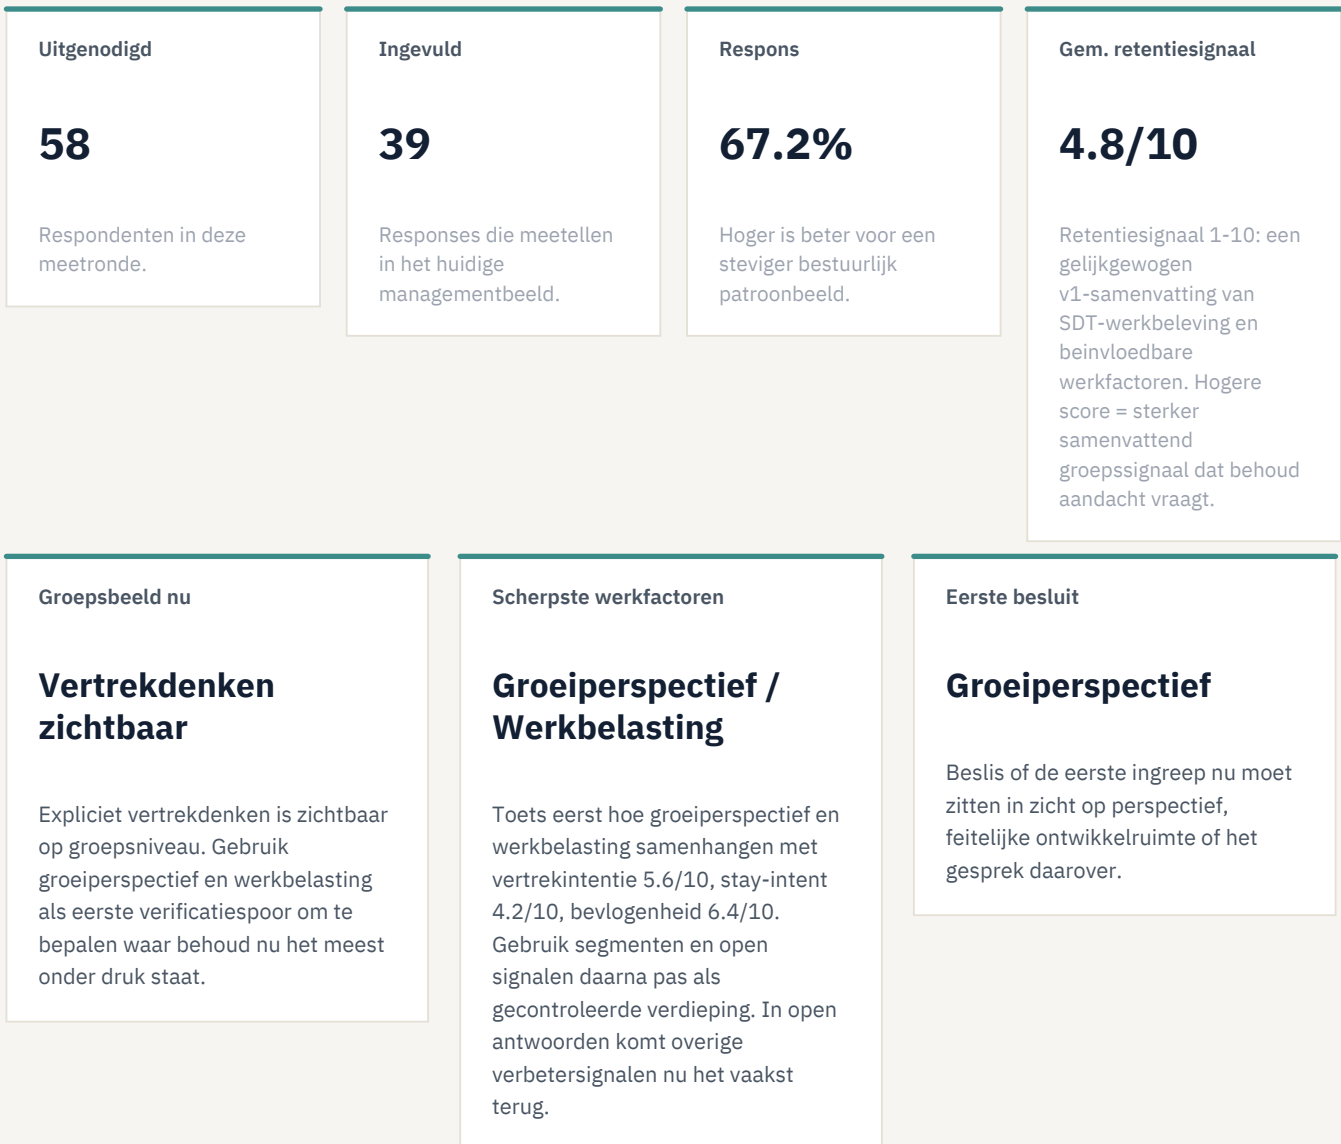 Uitgenodigd
58
Respondenten in deze
meetronde.
Ingevuld
39
Responses die meetellen
in het huidige
managementbeeld.
Respons
67.2%
Hoger is beter voor een
steviger bestuurlijk
patroonbeeld.
Gem. retentiesignaal
4.8/10
Retentiesignaal 1-10: een
gelijkgewogen
v1-samenvatting van
SDT-werkbeleving en
beinvloedbare
werkfactoren. Hogere
score = sterker
samenvattend
groepssignaal dat behoud
aandacht vraagt.
Groepsbeeld nu
Vertrekdenken
zichtbaar
Expliciet vertrekdenken is zichtbaar
op groepsniveau. Gebruik
groeiperspectief en werkbelasting
als eerste verificatiespoor om te
bepalen waar behoud nu het meest
onder druk staat.
Scherpste werkfactoren
Groeiperspectief /
Werkbelasting
Toets eerst hoe groeiperspectief en
werkbelasting samenhangen met
vertrekintentie 5.6/10, stay-intent
4.2/10, bevlogenheid 6.4/10.
Gebruik segmenten en open
signalen daarna pas als
gecontroleerde verdieping. In open
antwoorden komt overige
verbetersignalen nu het vaakst
terug.
Eerste besluit
Groeiperspectief
Beslis of de eerste ingreep nu moet
zitten in zicht op perspectief,
feitelijke ontwikkelruimte of het
gesprek daarover.